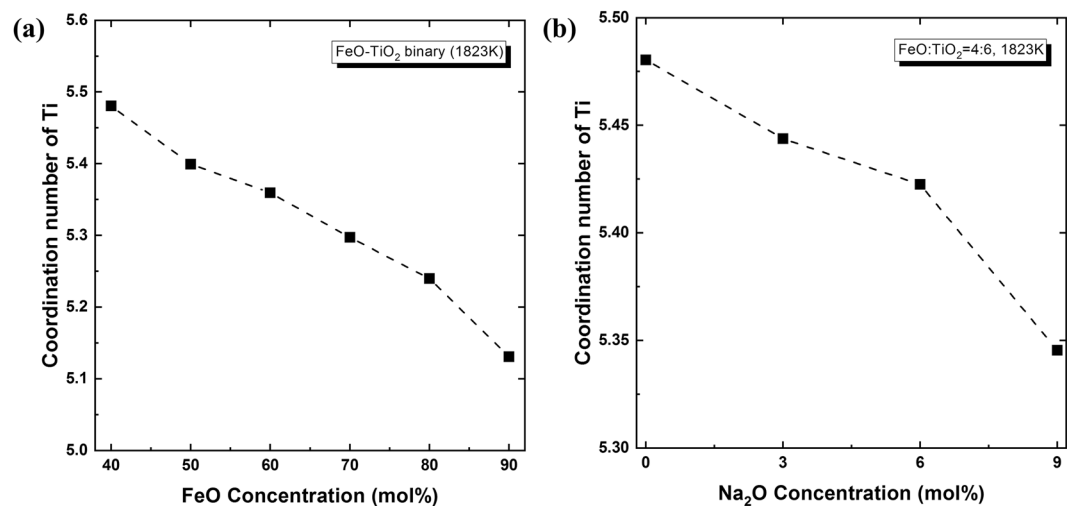 (a)
FeO-TiO₂ binary (1823K)
Coordination number of Ti
5.6
5.5
5.4
5.3
5.2
5.1
5.0
40 50 60 70 80 90
FeO Concentration (mol%)
(b)
FeO:TiO₂=4:6, 1823K
Coordination number of Ti
5.50
5.45
5.40
5.35
5.30
0 3 6 9
Na₂O Concentration (mol%)